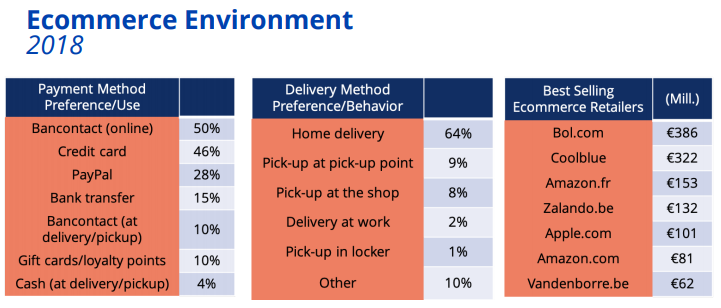 Ecommerce Environment
2018
Payment Method
Preference/Use
Bancontact (online) 50%
Credit card 46%
PayPal 28%
Bank transfer 15%
Bancontact (at
delivery/pickup) 10%
Gift cards/loyalty points 10%
Cash (at delivery/pickup) 4%
Delivery Method
Preference/Behavior
Home delivery 64%
Pick-up at pick-up point 9%
Pick-up at the shop 8%
Delivery at work 2%
Pick-up in locker 1%
Other 10%
Best Selling
Ecommerce Retailers (Mill.)
Bol.com €386
Coolblue €322
Amazon.fr €153
Zalando.be €132
Apple.com €101
Amazon.com €81
Vandenborre.be €62